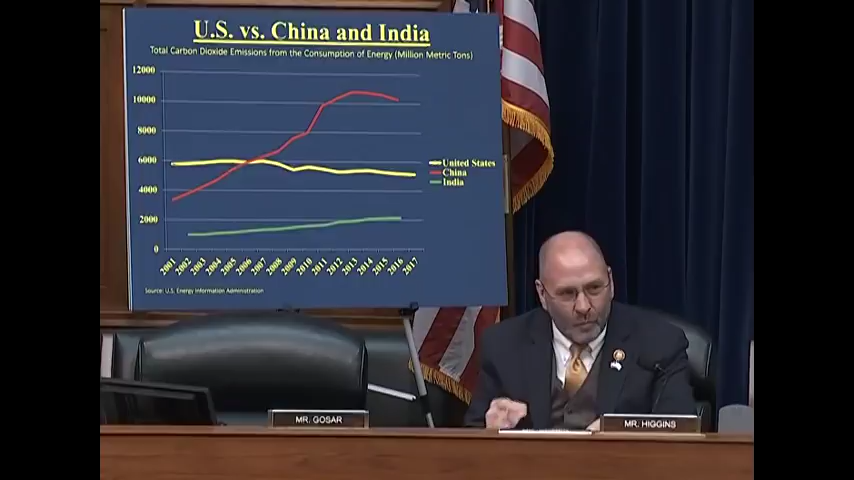 U.S. vs. China and India
Total Carbon Dioxide Emissions from the Consumption of Energy (Million Metric Tons)
12000
10000
8000
6000
4000
2000
0
United States
China
India
2001 2002 2003 2004 2005 2006 2007 2008 2009 2010 2011 2012 2013 2014 2015 2016 2017
Source: U.S. Energy Information Administration
MR. GOSAR
MR. HIGGINS